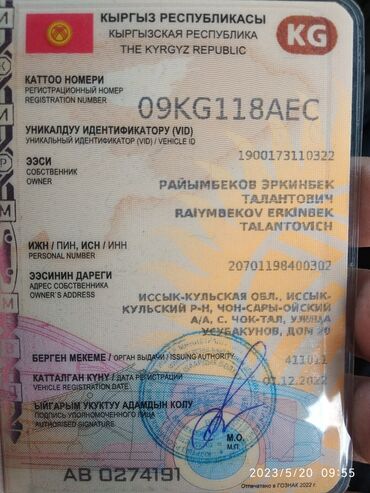 КЫРГЫЗ РЕСПУБЛИКАСЫ
КЫРГЫЗСКАЯ РЕСПУБЛИКА
THE KYRGYZ REPUBLIC
KG
КАТТОО НОМЕРИ
РЕГИСТРАЦИОННЫЙ НОМЕР
REGISTRATION NUMBER
09KG118AEC
УНИКАЛДУУ ИДЕНТИФИКАТОРУ (VID)
УНИКАЛЬНЫЙ ИДЕНТИФИКАТОР (VID) / VEHICLE ID
1900173110322
ЭЭСИ
СОБСТВЕННИК
OWNER
РАЙЫМБЕКОВ ЭРКИНБЕК
ТАЛАНТОВИЧ
RAIYMBEKOV ERKINBEK
TALANTOVICH
ИЖН / ПИН, ИСН / ИНН
PERSONAL NUMBER
20701198400302
ЭЭСИНИН ДАРЕГИ
АДРЕС СОБСТВЕННИКА
OWNER'S ADDRESS
ИССЫК-КУЛЬСКАЯ ОБЛ., ИССЫК-
КУЛЬСКИЙ Р-Н, ЧОН-САРЫ-ОЙСКИЙ
А/А, С. ЧОК-ТАЛ, УЛИЦА
УСУБАКУНОВ, ДОМ
БЕРГЕН МЕКЕМЕ / ОРГАН ВЫДАЧИ / ISSUING AUTHORITY
411011
КАТТАЛГАН КҮНҮ / ДАТА РЕГИСТРАЦИИ
VEHICLE REGISTRATION DATE
01.12.2022
ЫЙГАРЫМ УКУКТУУ АДАМДЫН КОЛУ
ПОДПИСЬ УПОЛНОМОЧЕННОГО ЛИЦА
AUTHORISED SIGNATURE
М.О.
М.П.
AB 0274191
2023/5/20 09:55
Отпечатано в ГОЗНАК 2022 г.